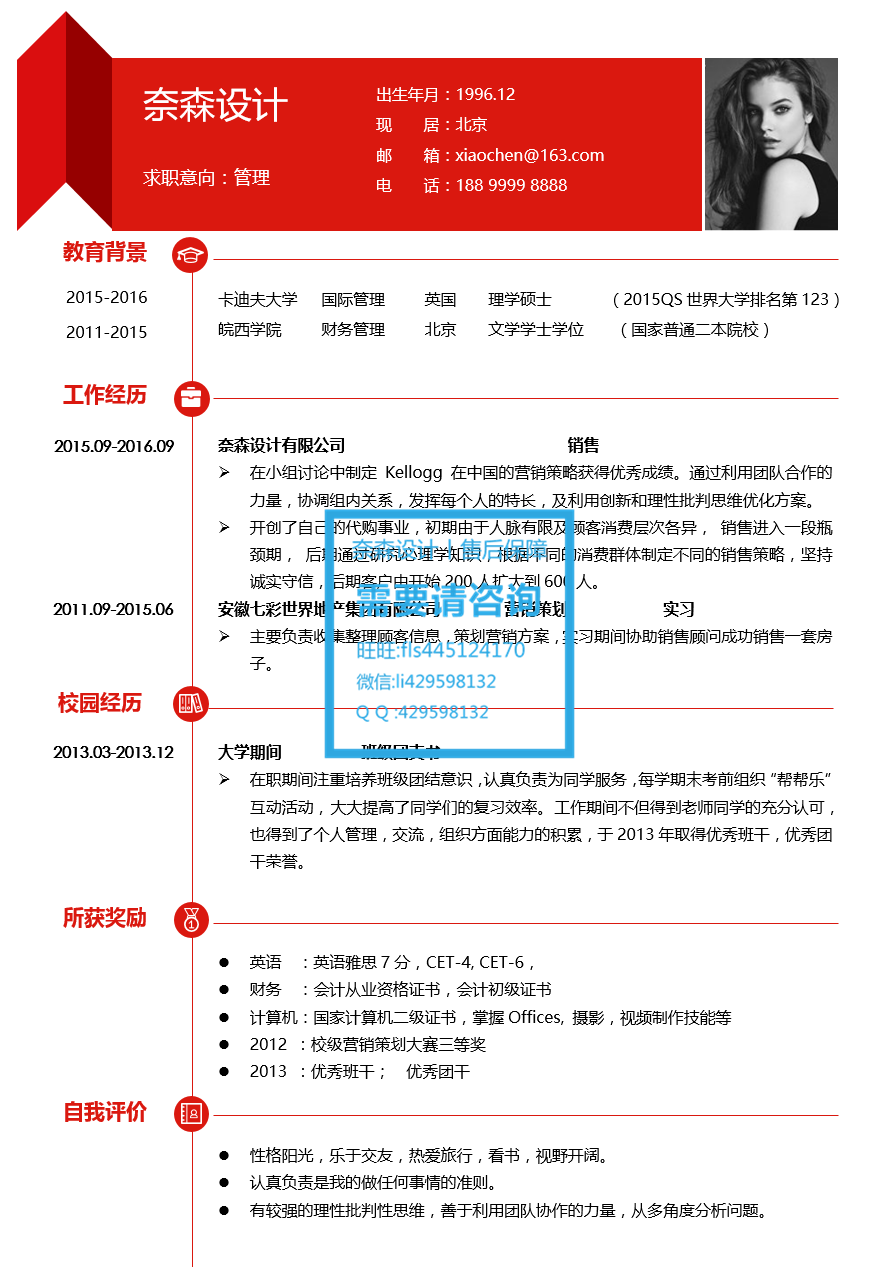 奈森设计
求职意向：管理
出生年月：1996.12
现　　居：北京
邮　　箱：xiaochen@163.com
电　　话：188 9999 8888
教育背景
2015-2016 卡迪夫大学 国际管理 英国 理学硕士 （2015QS 世界大学排名第 123）
2011-2015 皖西学院 财务管理 北京 文学学士学位 （国家普通二本院校）
工作经历
2015.09-2016.09 奈森设计有限公司 销售
➢ 在小组讨论中制定 Kellogg 在中国的营销策略获得优秀成绩。通过利用团队合作的
力量，协调组内关系，发挥每个人的特长，及利用创新和理性批判思维优化方案。
➢ 开创了自己的代购事业，初期由于人脉有限及顾客消费层次各异， 销售进入一段瓶
颈期， 后期通过研究心理学知识，根据不同的消费群体制定不同的销售策略，坚持
诚实守信，后期客户由开始 200 人扩大到 600 人。
2011.09-2015.06 安徽七彩世界地产集团有限公司 营销策划 实习
➢ 主要负责收集整理顾客信息，策划营销方案，实习期间协助销售顾问成功销售一套房
子。
奈森设计丨售后保障
需要请咨询
旺旺:fls445124170
微信:li429598132
Q Q :429598132
校园经历
2013.03-2013.12 大学期间 班级团支书
➢ 在职期间注重培养班级团结意识，认真负责为同学服务，每学期末考前组织“帮帮乐”
互动活动，大大提高了同学们的复习效率。工作期间不但得到老师同学的充分认可，
也得到了个人管理，交流，组织方面能力的积累，于 2013 年取得优秀班干，优秀团
干荣誉。
所获奖励
● 英语　：英语雅思 7 分，CET-4, CET-6，
● 财务　：会计从业资格证书，会计初级证书
● 计算机：国家计算机二级证书，掌握 Offices, 摄影，视频制作技能等
● 2012 ：校级营销策划大赛三等奖
● 2013 ：优秀班干； 优秀团干
自我评价
● 性格阳光，乐于交友，热爱旅行，看书，视野开阔。
● 认真负责是我的做任何事情的准则。
● 有较强的理性批判性思维，善于利用团队协作的力量，从多角度分析问题。